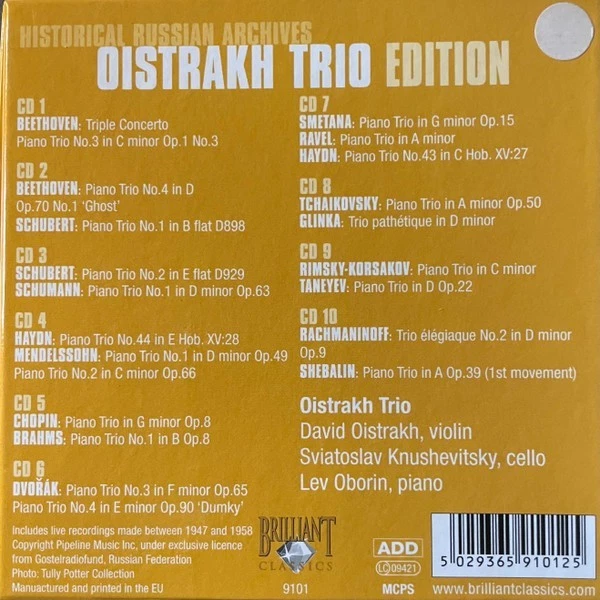 HISTORICAL RUSSIAN ARCHIVES
OISTRAKH TRIO EDITION
CD 1
BEETHOVEN: Triple Concerto
Piano Trio No.3 in C minor Op.1 No.3
CD 2
BEETHOVEN: Piano Trio No.4 in D
Op.70 No.1 ‘Ghost’
SCHUBERT: Piano Trio No.1 in B flat D898
CD 3
SCHUBERT: Piano Trio No.2 in E flat D929
SCHUMANN: Piano Trio No.1 in D minor Op.63
CD 4
HAYDN: Piano Trio No.44 in E Hob. XV:28
MENDELSSOHN: Piano Trio No.1 in D minor Op.49
Piano Trio No.2 in C minor Op.66
CD 5
CHOPIN: Piano Trio in G minor Op.8
BRAHMS: Piano Trio No.1 in B Op.8
CD 6
DVOŘÁK: Piano Trio No.3 in F minor Op.65
Piano Trio No.4 in E minor Op.90 ‘Dumky’
CD 7
SMETANA: Piano Trio in G minor Op.15
RAVEL: Piano Trio in A minor
HAYDN: Piano Trio No.43 in C Hob. XV:27
CD 8
TCHAIKOVSKY: Piano Trio in A minor Op.50
GLINKA: Trio pathétique in D minor
CD 9
RIMSKY-KORSAKOV: Piano Trio in C minor
TANEYEV: Piano Trio in D Op.22
CD 10
RACHMANINOFF: Trio élégiaque No.2 in D minor
Op.9
SHEBALIN: Piano Trio in A Op.39 (1st movement)
Oistrakh Trio
David Oistrakh, violin
Sviatoslav Knushevitsky, cello
Lev Oborin, piano
Includes live recordings made between 1947 and 1958
Copyright Pipeline Music Inc, under exclusive licence
from Gostelradiofund, Russian Federation
Photo: Tully Potter Collection
Manufactured and printed in the EU
BRILLIANT
CLASSICS
9101
ADD
LC 09421
MCPS
5 029365 910125
www.brilliantclassics.com